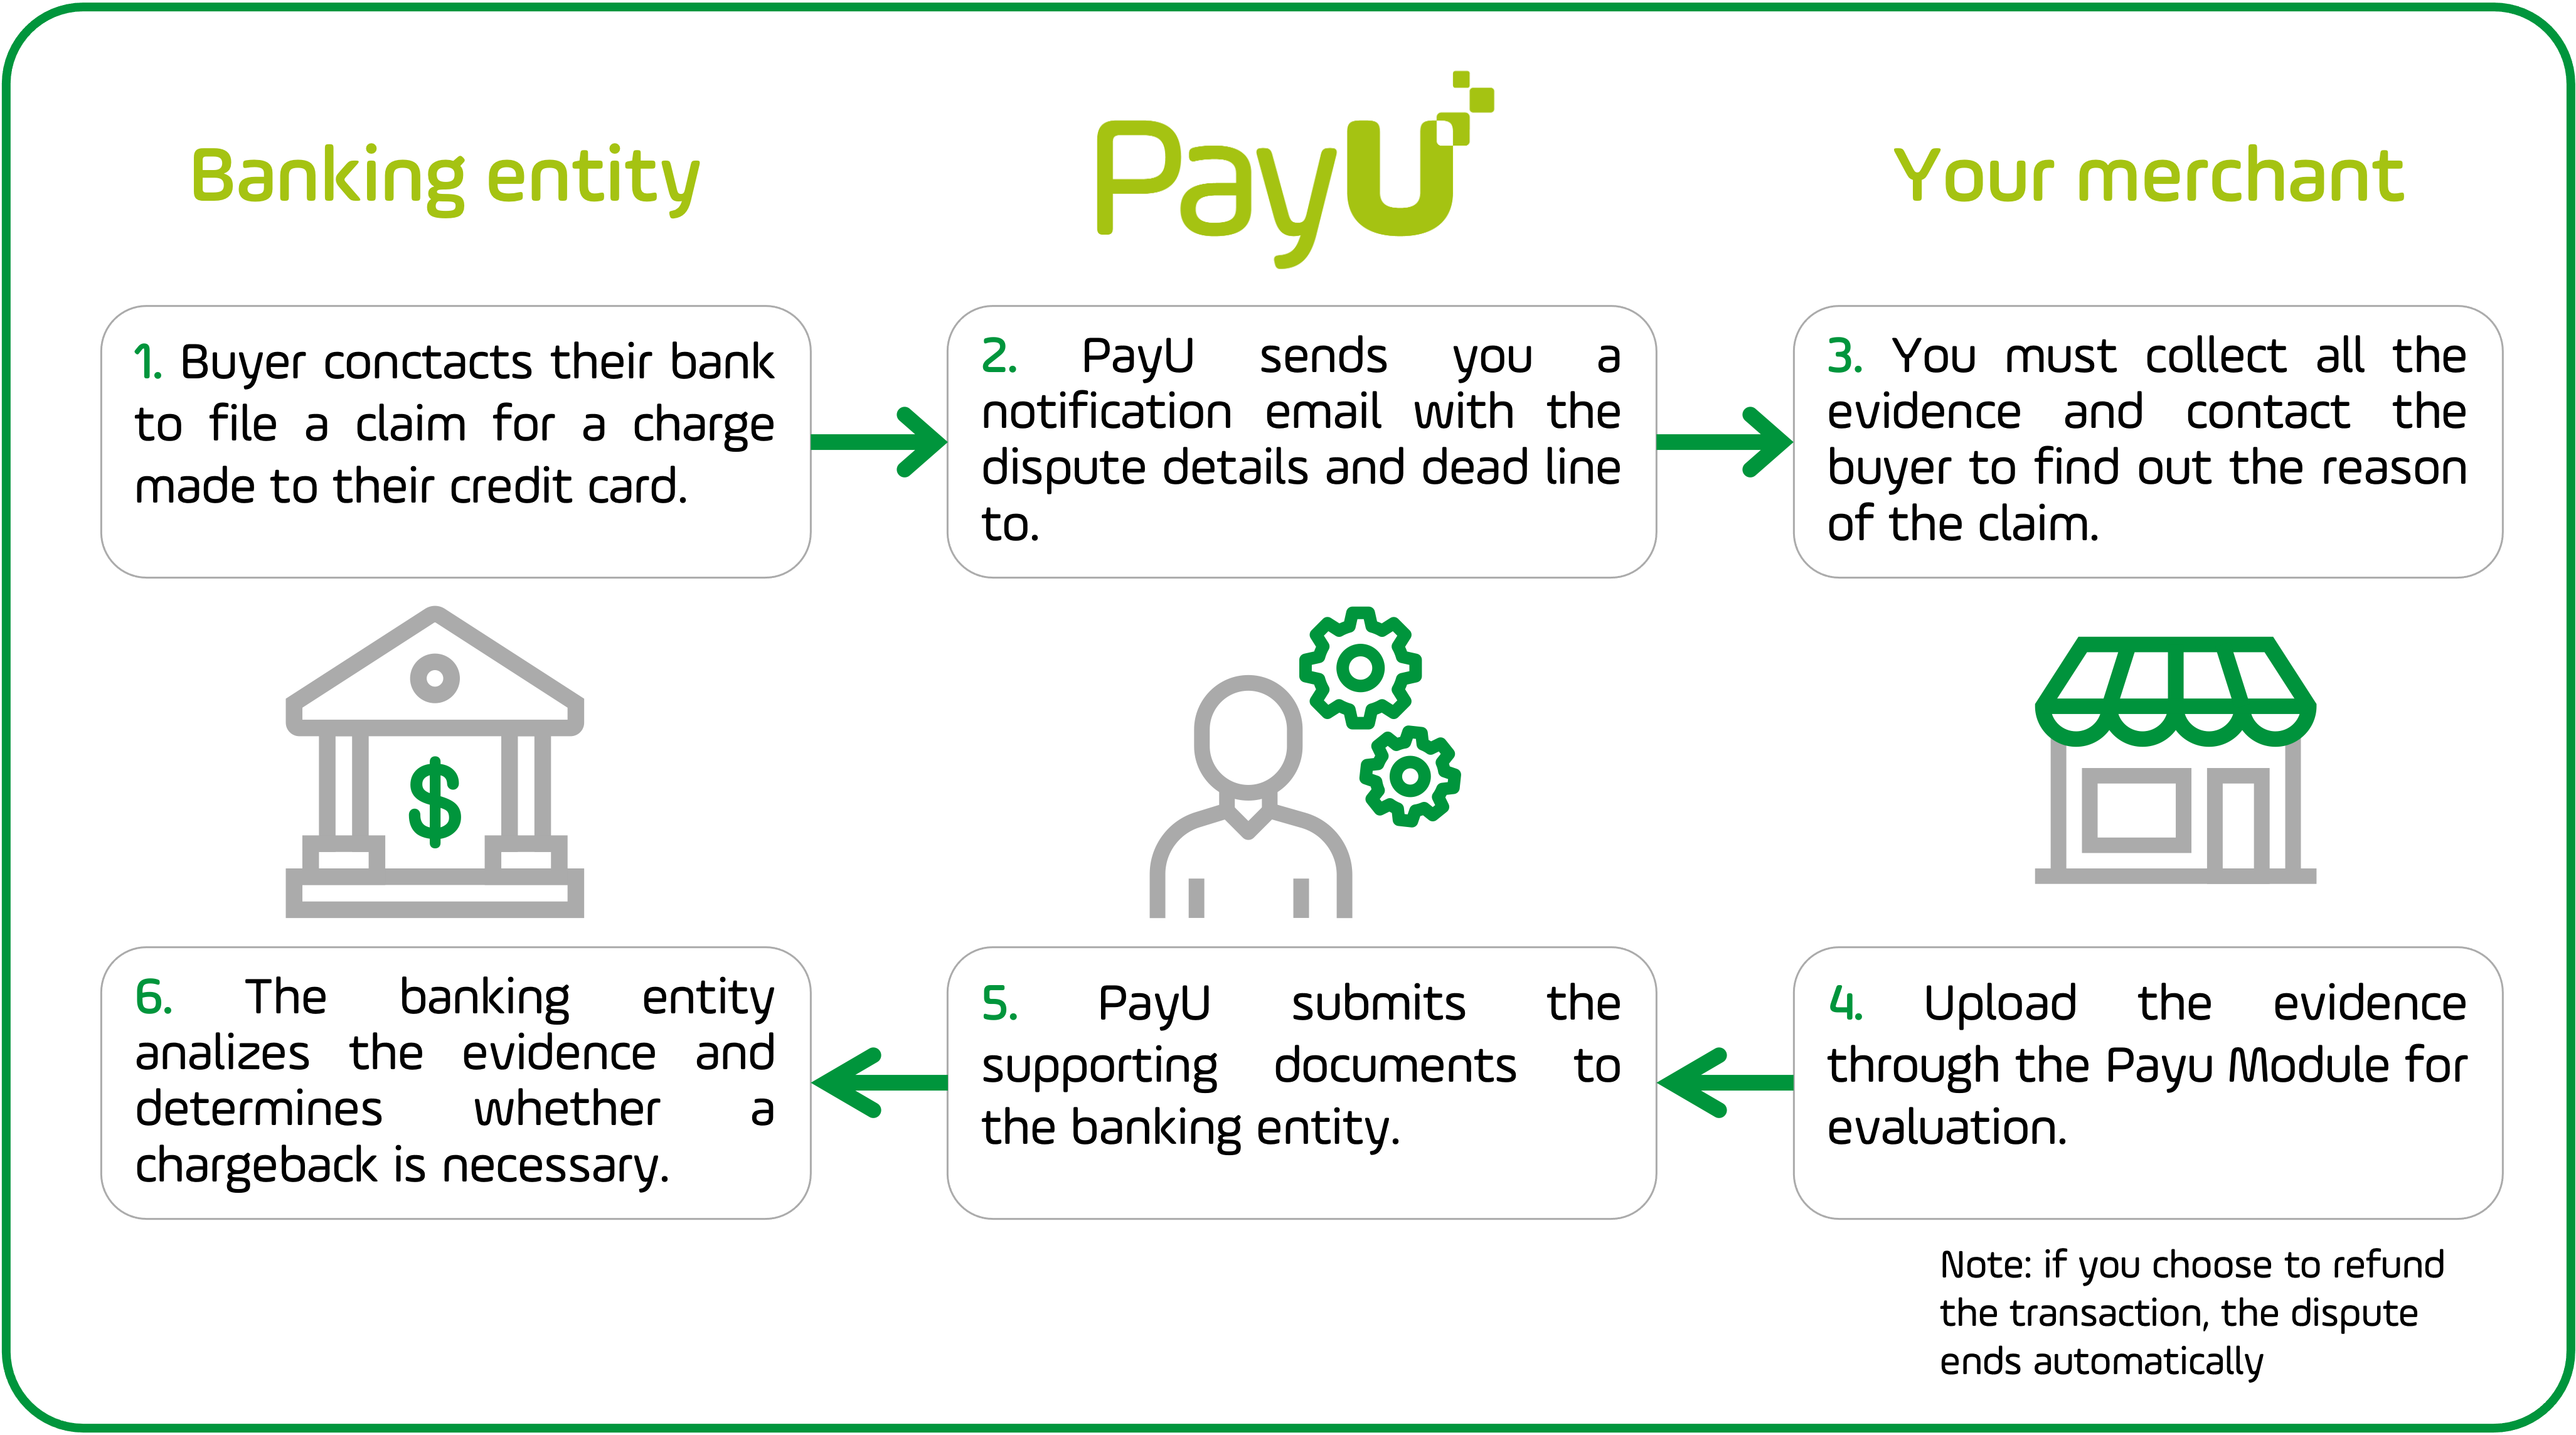 Banking entity
PayU
Your merchant
1. Buyer conctacts their bank
to file a claim for a charge
made to their credit card.
2. PayU sends you a
notification email with the
dispute details and dead line
to.
3. You must collect all the
evidence and contact the
buyer to find out the reason
of the claim.
$
6. The banking entity
analizes the evidence and
determines whether a
chargeback is necessary.
5. PayU submits the
supporting documents to
the banking entity.
4. Upload the evidence
through the Payu Module for
evaluation.
Note: if you choose to refund
the transaction, the dispute
ends automatically